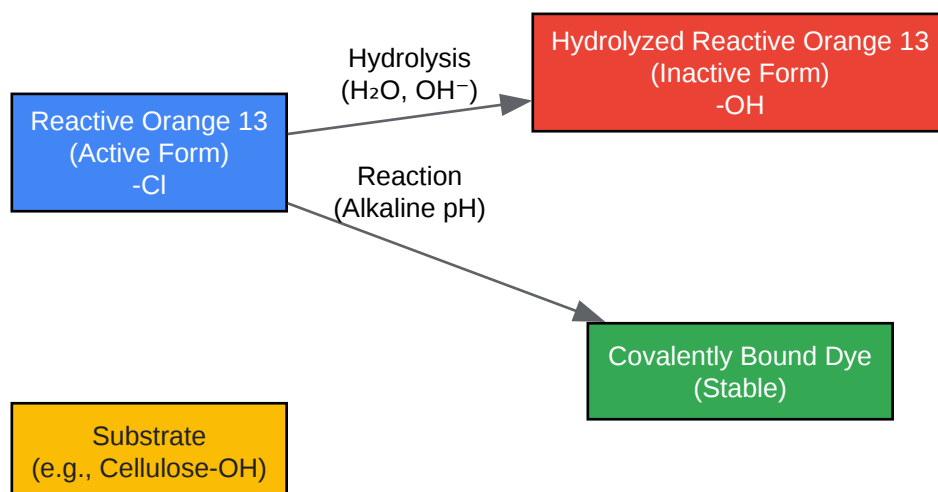 Hydrolyzed Reactive Orange 13
(Inactive Form)
-OH
Hydrolysis
(H₂O, OH⁻)
Reactive Orange 13
(Active Form)
-Cl
Reaction
(Alkaline pH)
Covalently Bound Dye
(Stable)
Substrate
(e.g., Cellulose-OH)